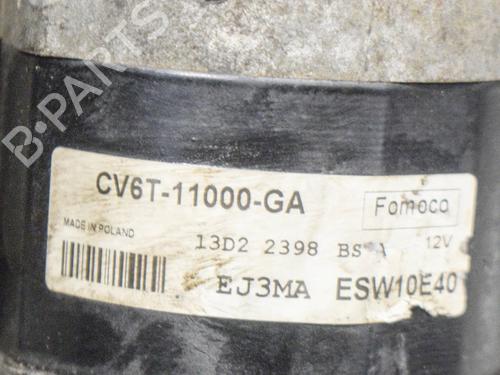 B-PARTS
CV6T-11000-GA
Fomoco
MADE IN POLAND
13D2 2398 12V
EJ3MA ESW10E40